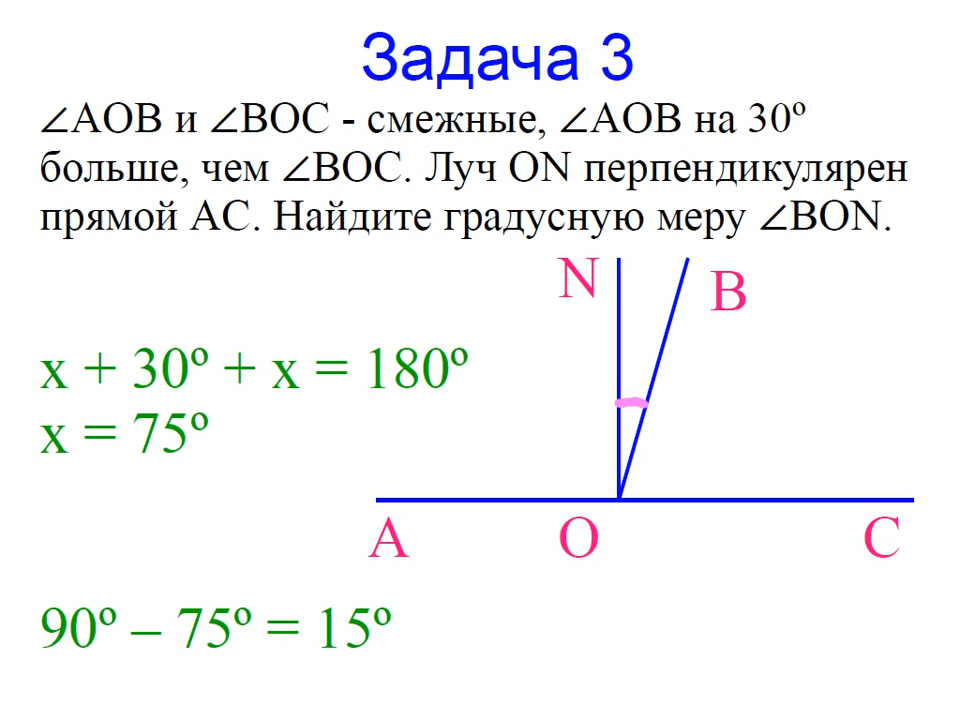 Задача 3
∠AOB и ∠BOC - смежные, ∠AOB на 30º
больше, чем ∠BOC. Луч ON перпендикулярен
прямой AC. Найдите градусную меру ∠BON.
N
B
x + 30º + x = 180º
x = 75º
A
O
C
90º – 75º = 15º